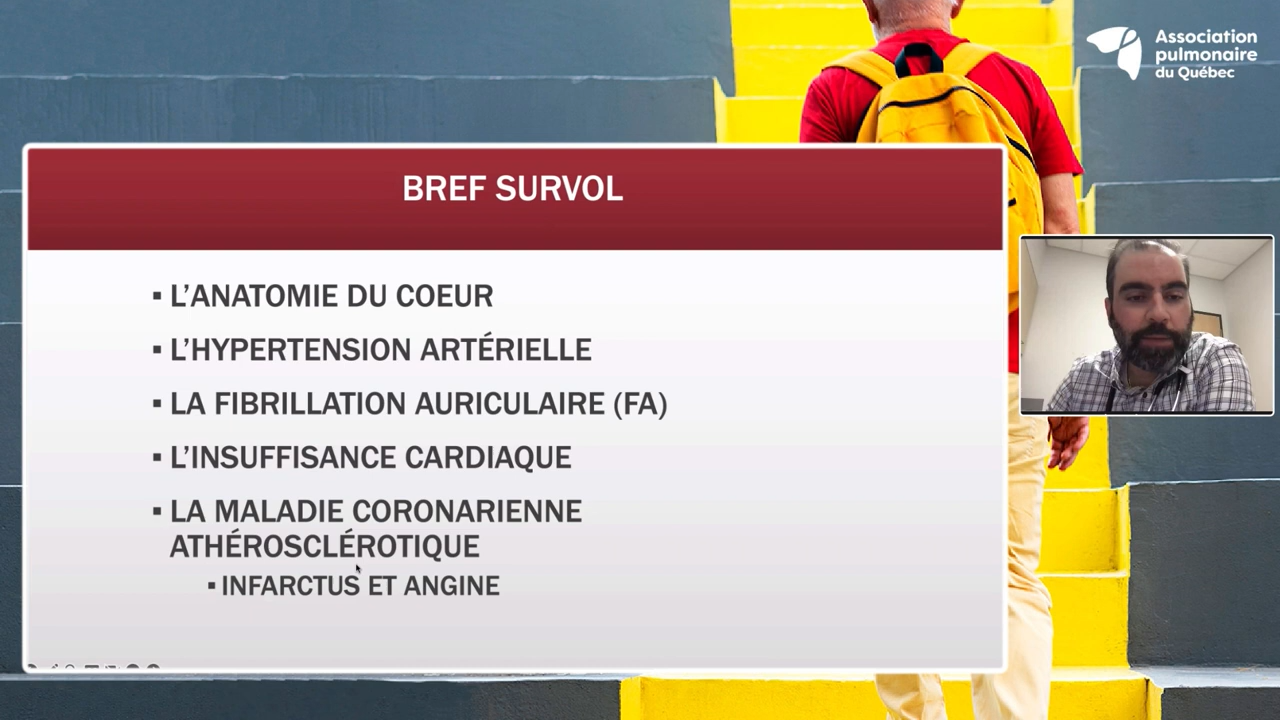 Association
pulmonaire
du Québec
BREF SURVOL
▪ L'ANATOMIE DU COEUR
▪ L'HYPERTENSION ARTÉRIELLE
▪ LA FIBRILLATION AURICULAIRE (FA)
▪ L'INSUFFISANCE CARDIAQUE
▪ LA MALADIE CORONARIENNE
ATHÉROSCLÉROTIQUE
▪ INFARCTUS ET ANGINE